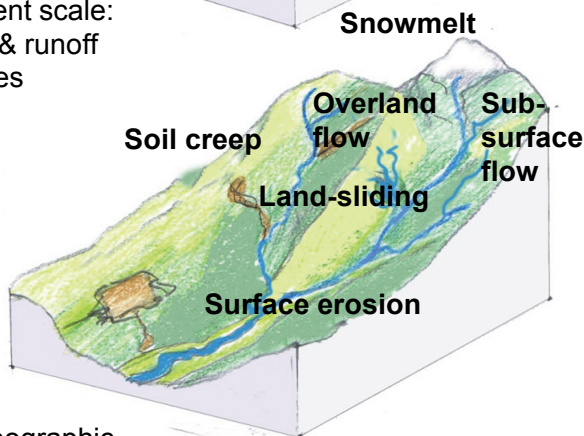 ent scale:
& runoff
es
Snowmelt
Overland
flow
Sub-
surface
flow
Soil creep
Land-sliding
Surface erosion